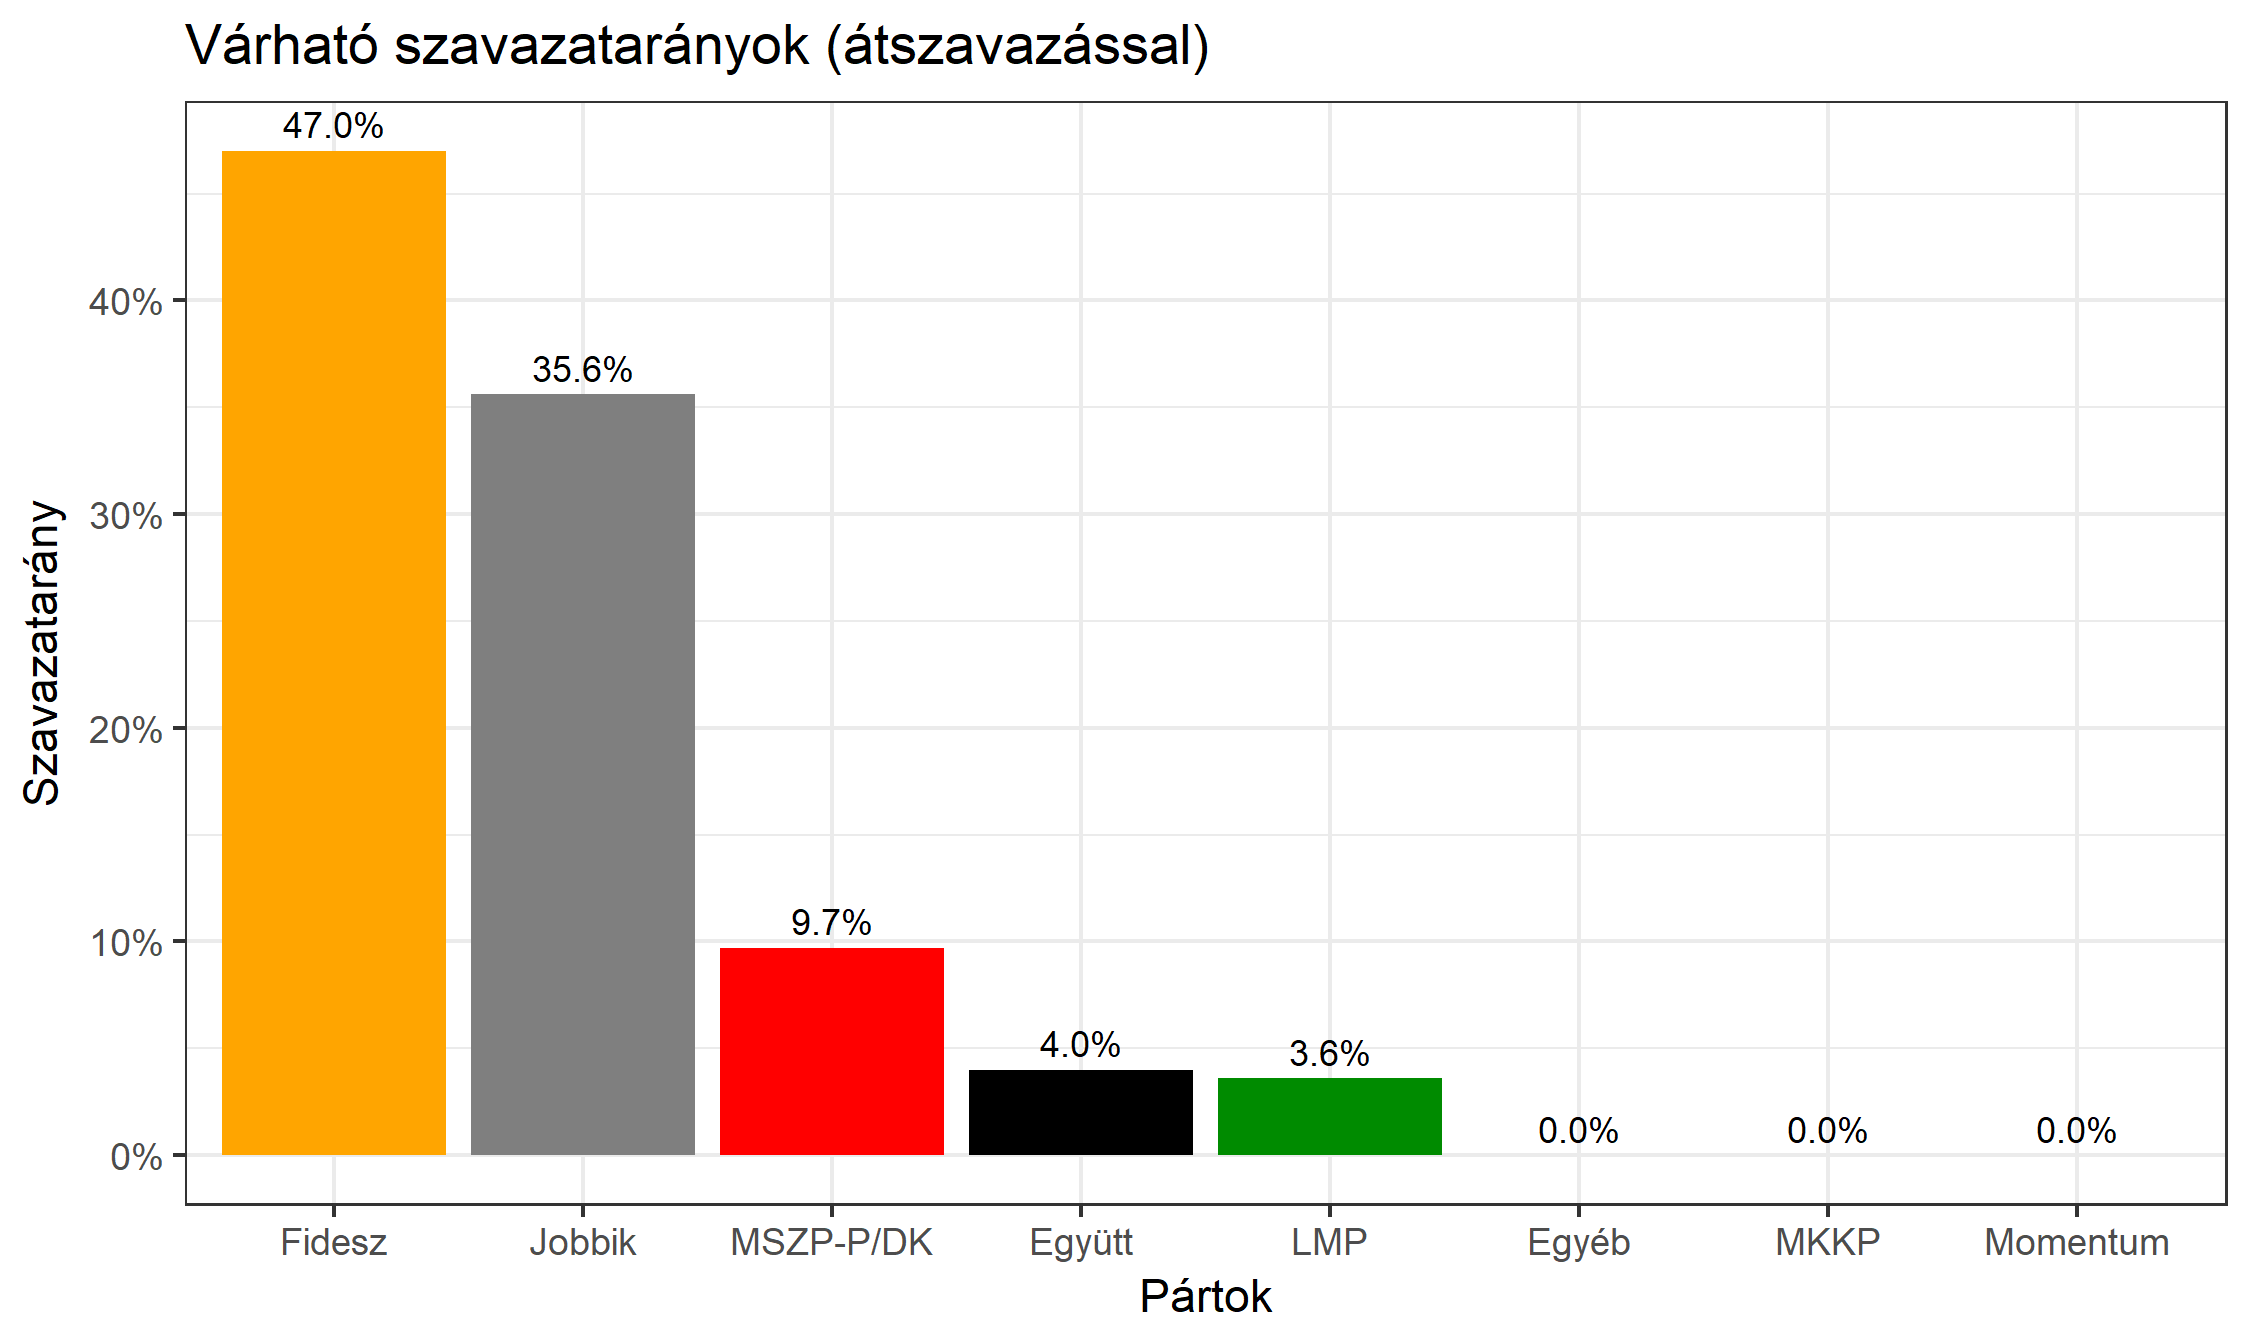 Várható szavazatarányok (átszavazással)
47.0%
35.6%
9.7%
4.0%
3.6%
0.0%
0.0%
0.0%
40%
30%
20%
10%
0%
Szavazatarány
Fidesz
Jobbik
MSZP-P/DK
Együtt
LMP
Egyéb
MKKP
Momentum
Pártok